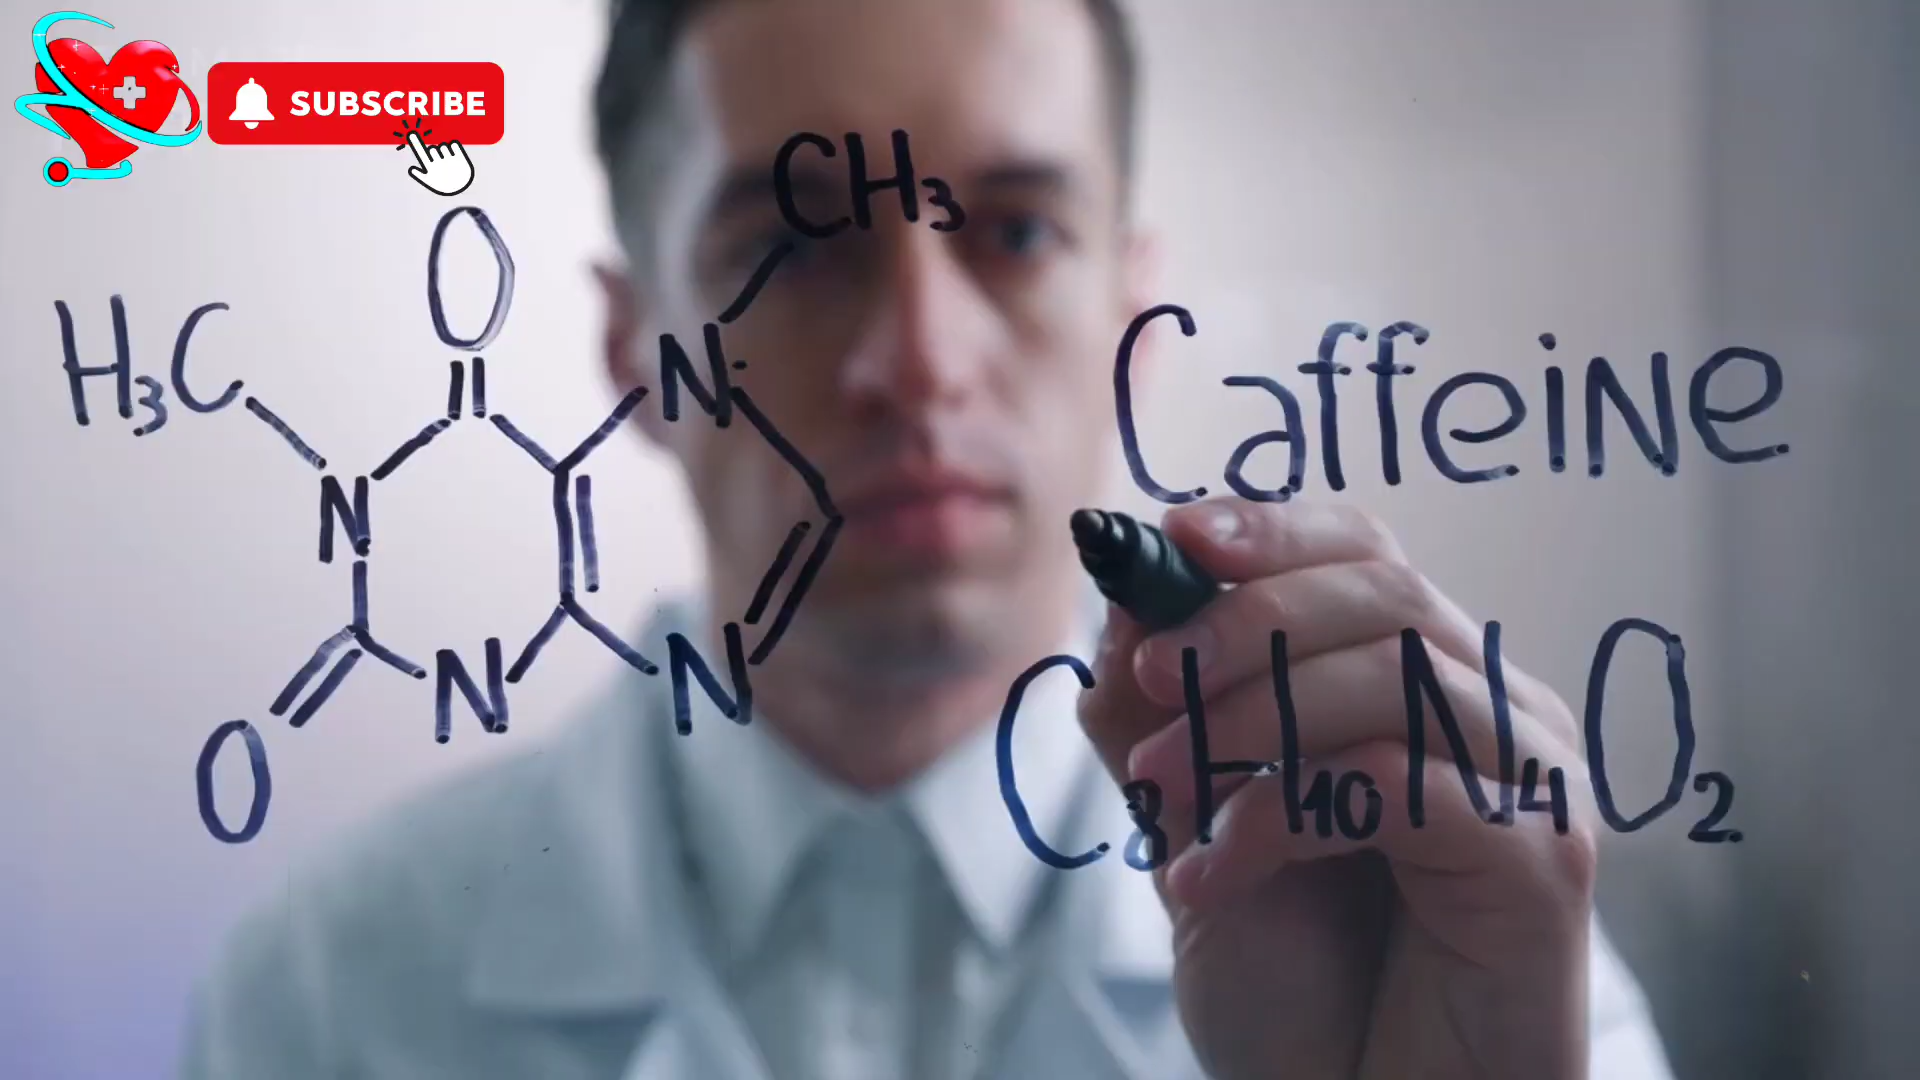 SUBSCRIBE
CH₃
O
H₃C
N
Caffeine
N
N
N
O
C₈H₁₀N₄O₂